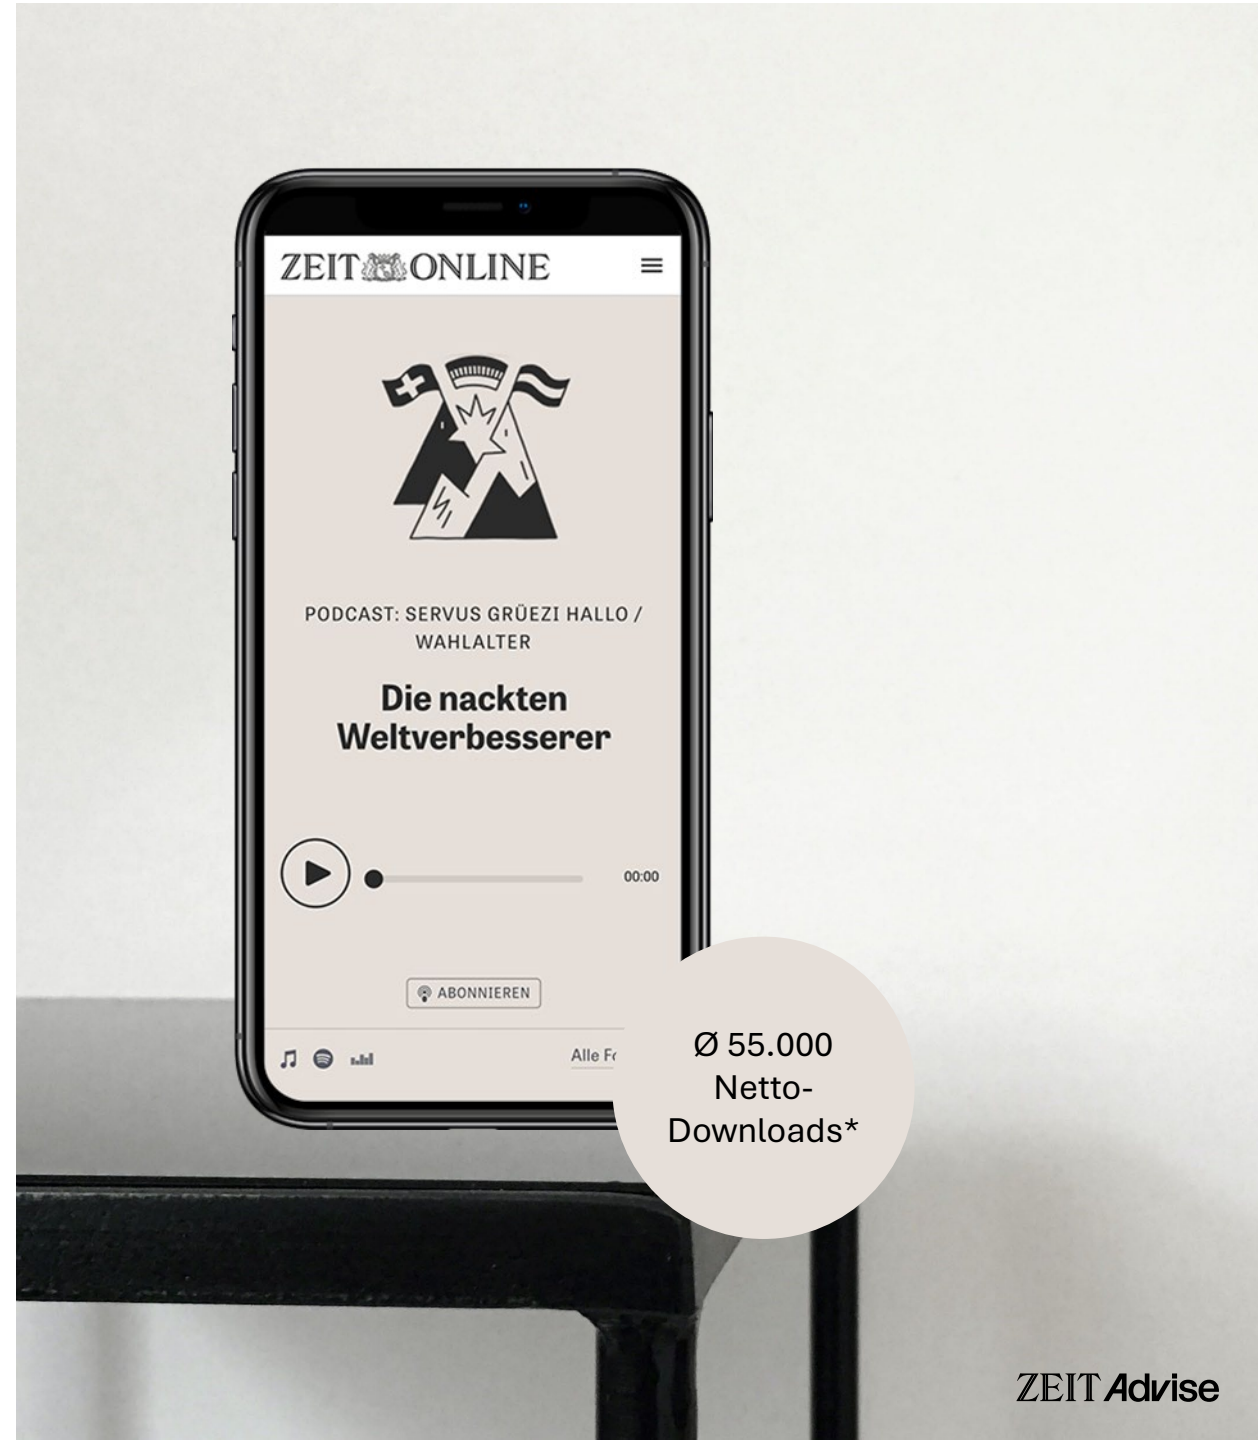 ZEIT ONLINE
PODCAST: SERVUS GRÜEZI HALLO /
WAHLALTER
Die nackten
Weltverbesserer
00:00
ABONNIEREN
Alle
Ø 55.000
Netto-
Downloads*
ZEIT Advise